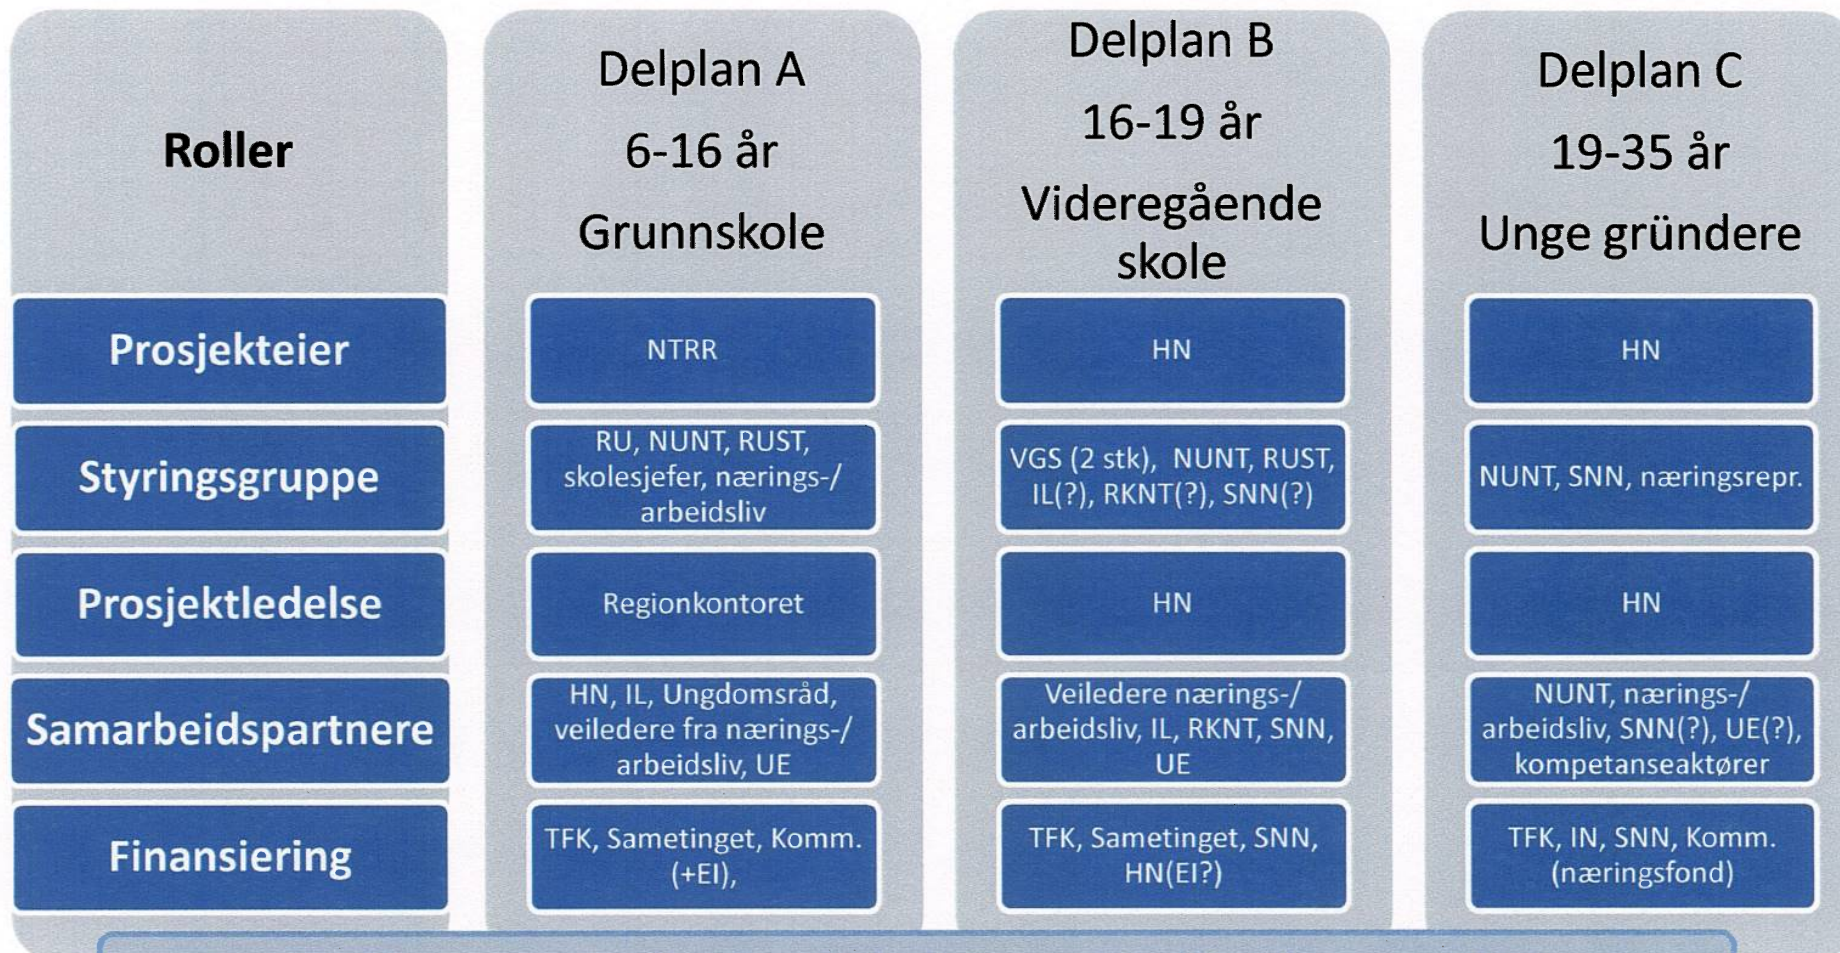 Roller
Delplan A
6-16 år
Grunnskole
Delplan B
16-19 år
Videregående
skole
Delplan C
19-35 år
Unge gründere
Prosjekteier
NTRR
HN
HN
Styringsgruppe
RU, NUNT, RUST,
skolesjefer, nærings-/
arbeidsliv
VGS (2 stk), NUNT, RUST,
IL(?), RKNT(?), SNN(?)
NUNT, SNN, næringsrepr.
Prosjektledelse
Regionkontoret
HN
HN
Samarbeidspartnere
HN, IL, Ungdomsråd,
veiledere fra nærings-/
arbeidsliv, UE
Veiledere nærings-/
arbeidsliv, IL, RKNT, SNN,
UE
NUNT, nærings-/
arbeidsliv, SNN(?), UE(?),
kompetanseaktører
Finansiering
TFK, Sametinget, Komm.
(+EI),
TFK, Sametinget, SNN,
HN(EI?)
TFK, IN, SNN, Komm.
(næringsfond)